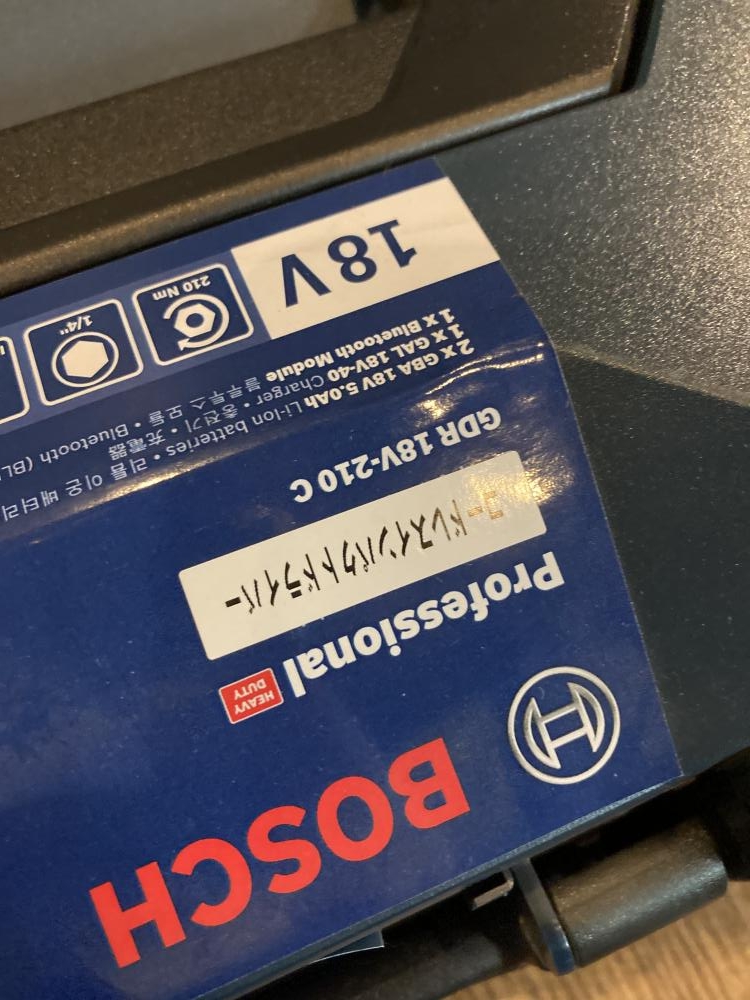 BOSCH
Professional
HEAVY
DUTY
コードレスインパクトドライバー
GDR 18V-210 C
2 x GBA 18V 5.0Ah Li-Ion batteries • 리튬 이온 배터리
1 X GAL 18V-40 Charger • 충전기 • 充電器
1 X Bluetooth Module 블루투스 모듈 • Bluetooth
18V
210 Nm
1/4"